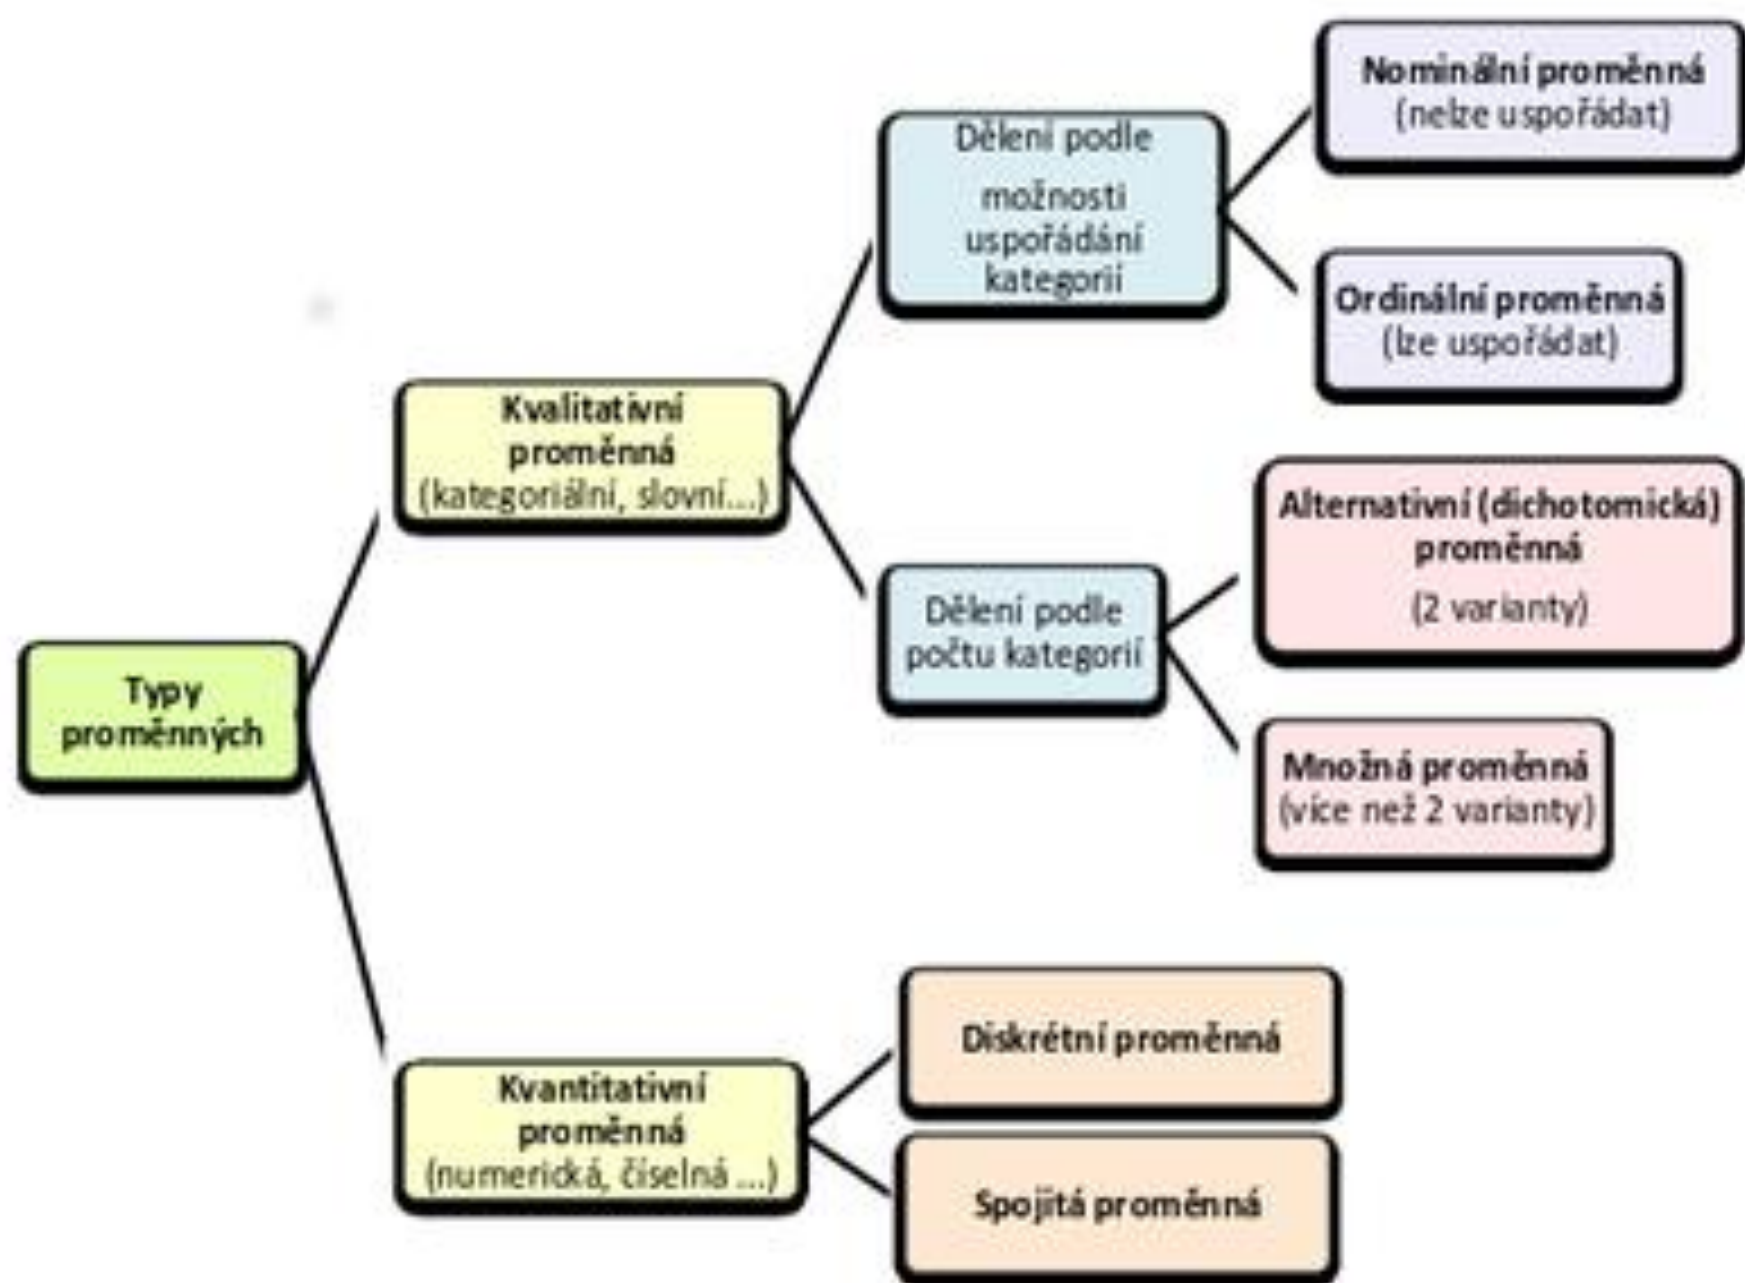 Typy
proměnných
Kvalitativní
proměnná
(kategoriální, slovní...)
Dělení podle
možnosti
uspořádání
kategorií
Nominální proměnná
(nelze uspořádat)
Ordinální proměnná
(lze uspořádat)
Dělení podle
počtu kategorií
Alternativní (dichotomická)
proměnná
(2 varianty)
Množná proměnná
(více než 2 varianty)
Kvantitativní
proměnná
(numerická, číselná ...)
Diskrétní proměnná
Spojitá proměnná